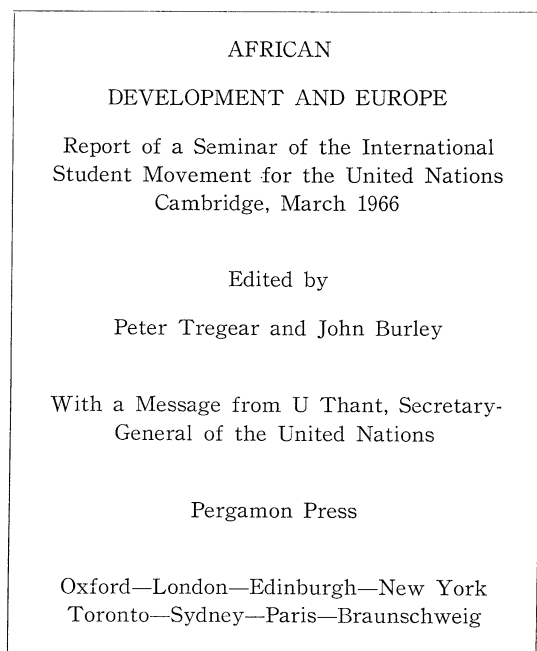 AFRICAN
DEVELOPMENT AND EUROPE
Report of a Seminar of the International
Student Movement for the United Nations
Cambridge, March 1966
Edited by
Peter Tregear and John Burley
With a Message from U Thant, Secretary-
General of the United Nations
Pergamon Press
Oxford—London—Edinburgh—New York
Toronto—Sydney—Paris—Braunschweig